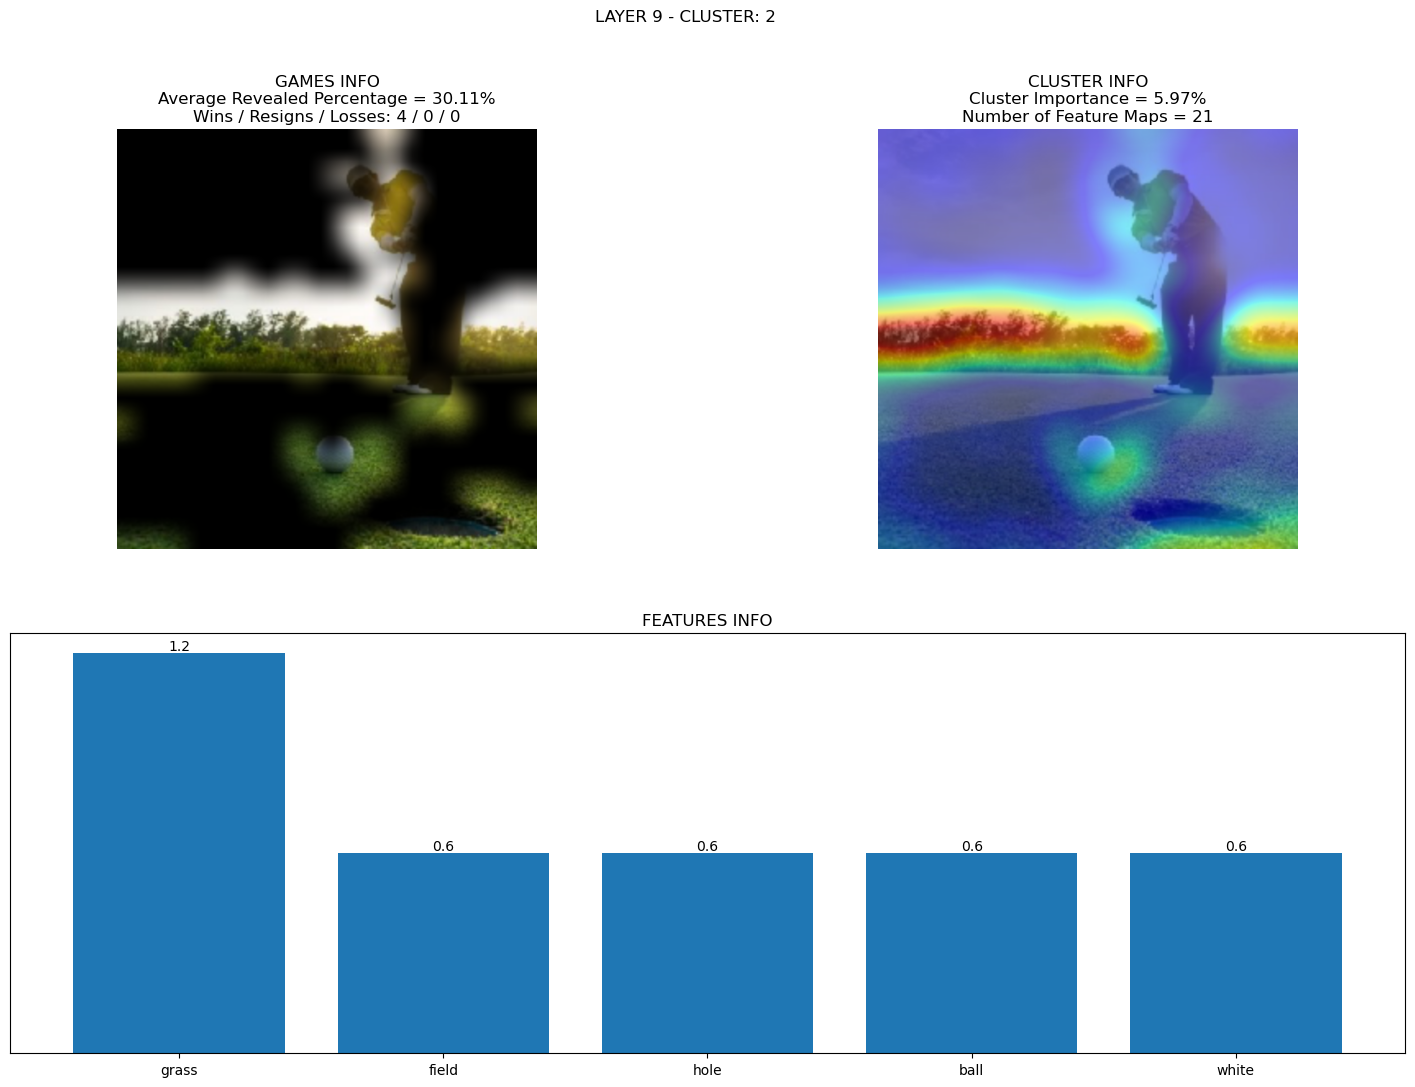 LAYER 9 - CLUSTER: 2
GAMES INFO
Average Revealed Percentage = 30.11%
Wins / Resigns / Losses: 4 / 0 / 0
CLUSTER INFO
Cluster Importance = 5.97%
Number of Feature Maps = 21
FEATURES INFO
1.2
0.6
0.6
0.6
0.6
grass
field
hole
ball
white